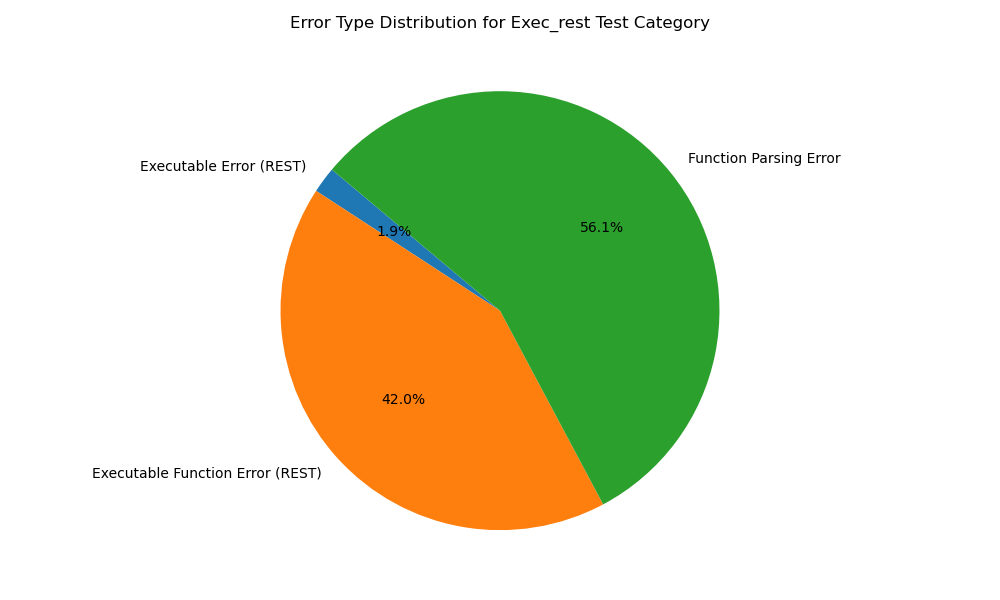 Error Type Distribution for Exec_rest Test Category
Function Parsing Error
Executable Error (REST)
56.1%
1.9%
42.0%
Executable Function Error (REST)